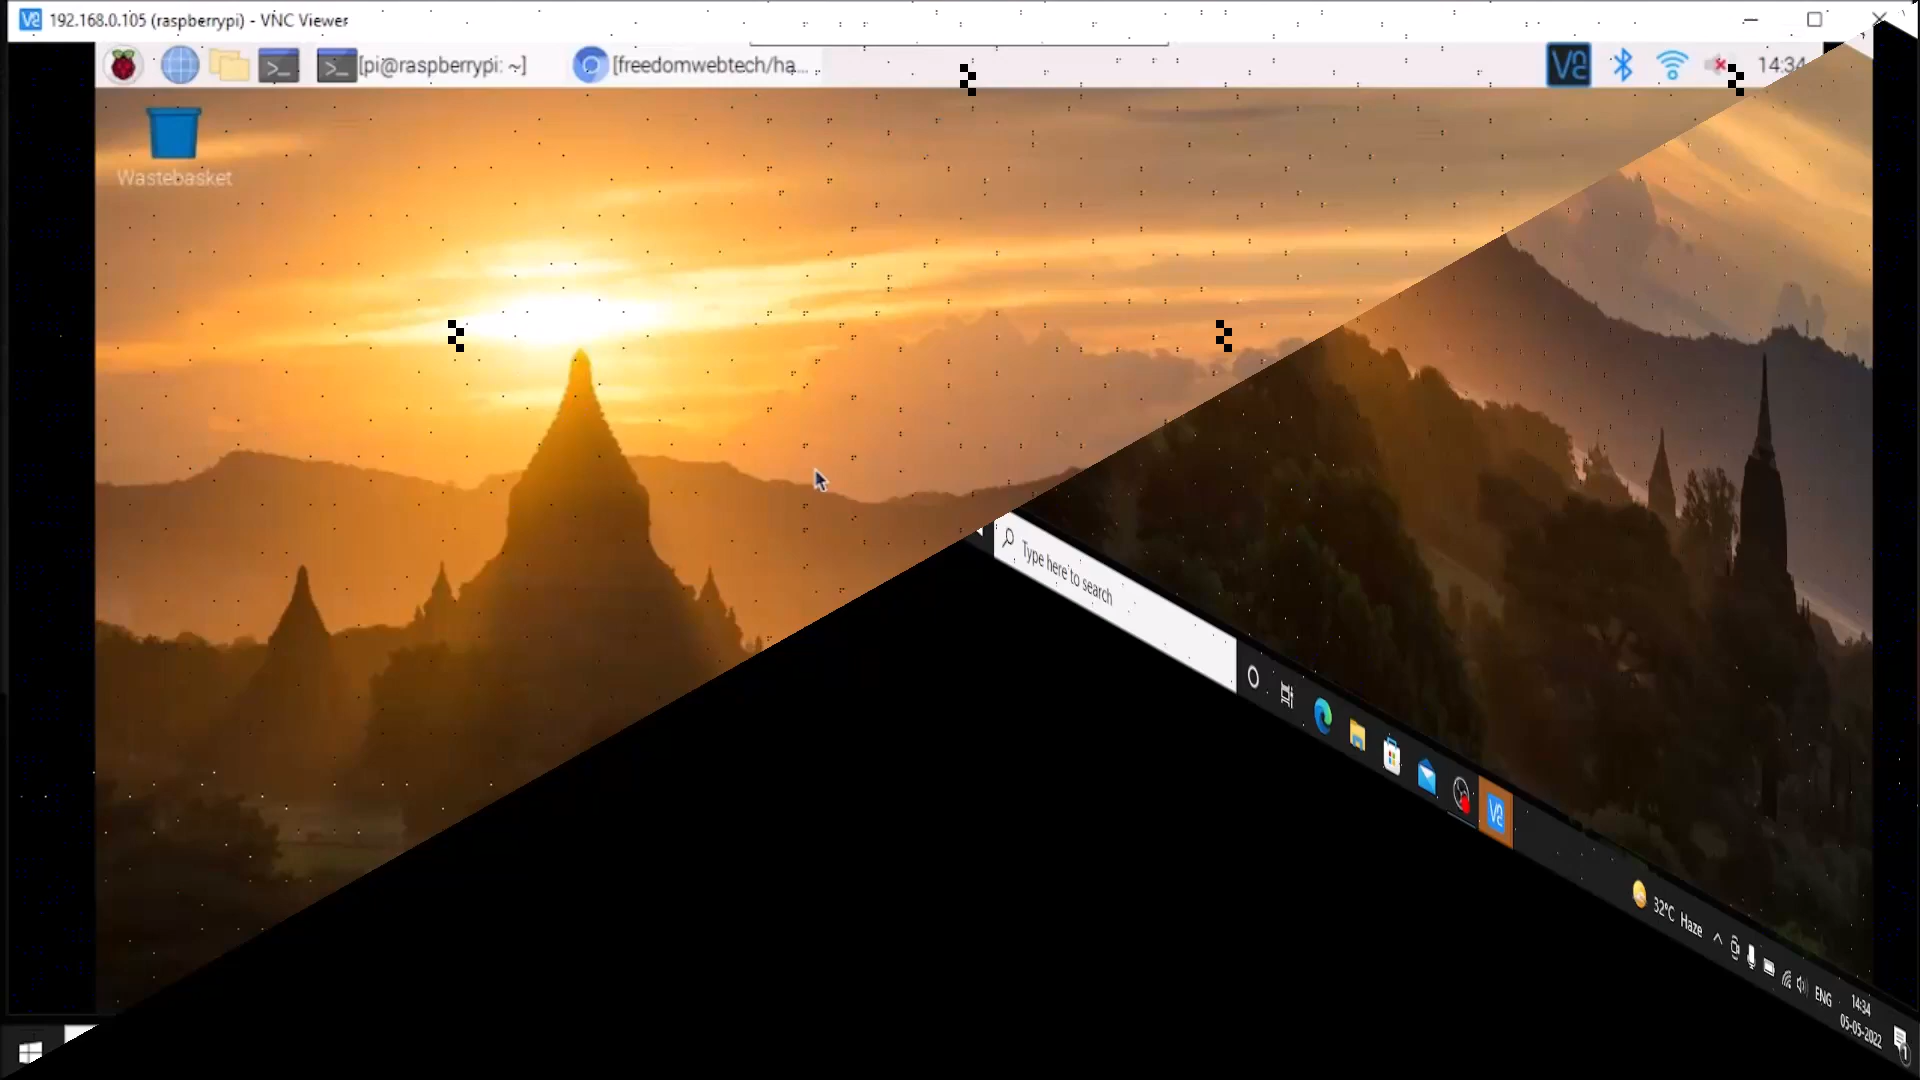 192.168.0.105 (raspberrypi) - VNC Viewer
[pi@raspberrypi: ~]
[freedomwebtech/ha...
14:34
Wastebasket
Type here to search
32°C Haze
ENG
14:34
05-05-2022
1